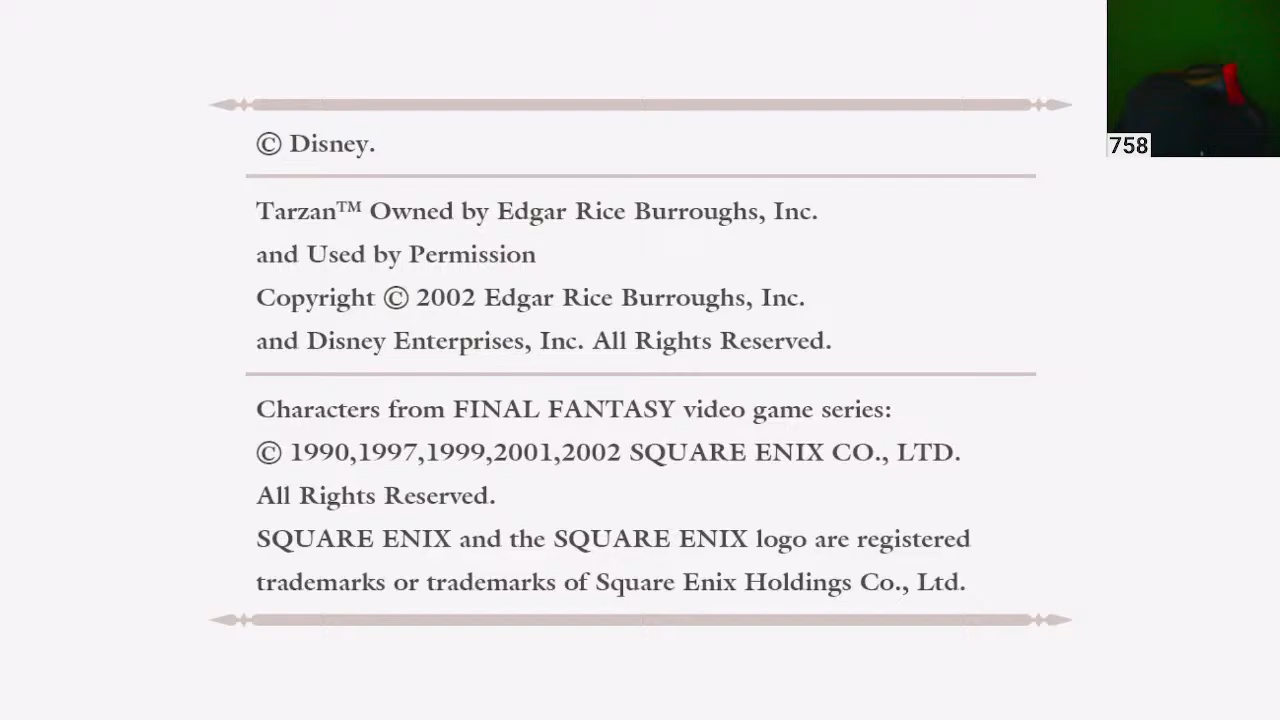 © Disney.
Tarzan™ Owned by Edgar Rice Burroughs, Inc.
and Used by Permission
Copyright © 2002 Edgar Rice Burroughs, Inc.
and Disney Enterprises, Inc. All Rights Reserved.
Characters from FINAL FANTASY video game series:
© 1990,1997,1999,2001,2002 SQUARE ENIX CO., LTD.
All Rights Reserved.
SQUARE ENIX and the SQUARE ENIX logo are registered
trademarks or trademarks of Square Enix Holdings Co., Ltd.
758